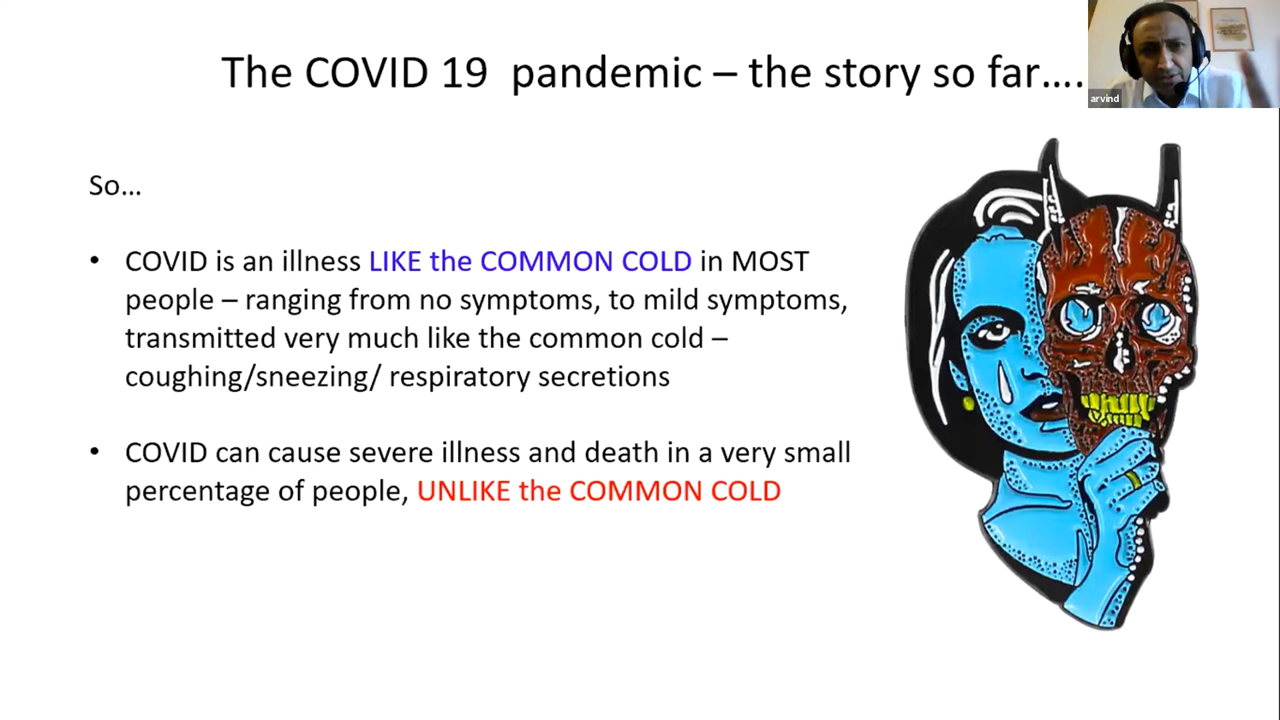 The COVID 19 pandemic – the story so far….
arvind
So…
• COVID is an illness LIKE the COMMON COLD in MOST
people – ranging from no symptoms, to mild symptoms,
transmitted very much like the common cold –
coughing/sneezing/ respiratory secretions
• COVID can cause severe illness and death in a very small
percentage of people, UNLIKE the COMMON COLD